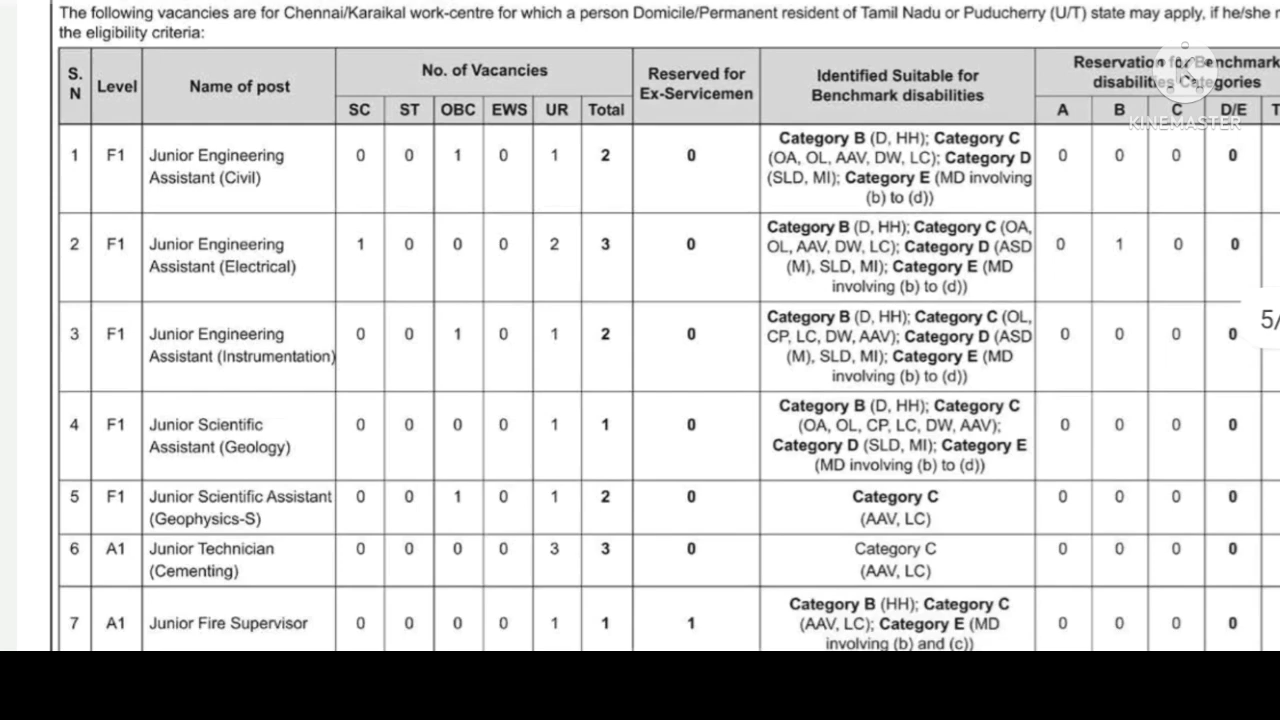 The following vacancies are for Chennai/Karaikal work-centre for which a person Domicile/Permanent resident of Tamil Nadu or Puducherry (U/T) state may apply, if he/she
the eligibility criteria:
S. N Level Name of post No. of Vacancies Reserved for Ex-Servicemen Identified Suitable for Benchmark disabilities Reservation for Benchmark disabilities Categories
SC ST OBC EWS UR Total A B C D/E
1 F1 Junior Engineering Assistant (Civil) 0 0 1 0 1 2 0 Category B (D, HH); Category C (OA, OL, AAV, DW, LC); Category D (SLD, MI); Category E (MD involving (b) to (d)) 0 0 0 0
2 F1 Junior Engineering Assistant (Electrical) 1 0 0 0 2 3 0 Category B (D, HH); Category C (OA, OL, AAV, DW, LC); Category D (ASD (M), SLD, MI); Category E (MD involving (b) to (d)) 0 1 0 0
3 F1 Junior Engineering Assistant (Instrumentation) 0 0 1 0 1 2 0 Category B (D, HH); Category C (OL, CP, LC, DW, AAV); Category D (ASD (M), SLD, MI); Category E (MD involving (b) to (d)) 0 0 0 0
4 F1 Junior Scientific Assistant (Geology) 0 0 0 0 1 1 0 Category B (D, HH); Category C (OA, OL, CP, LC, DW, AAV); Category D (SLD, MI); Category E (MD involving (b) to (d)) 0 0 0 0
5 F1 Junior Scientific Assistant (Geophysics-S) 0 0 1 0 1 2 0 Category C (AAV, LC) 0 0 0 0
6 A1 Junior Technician (Cementing) 0 0 0 0 3 3 0 Category C (AAV, LC) 0 0 0 0
7 A1 Junior Fire Supervisor 0 0 0 0 1 1 1 Category B (HH); Category C (AAV, LC); Category E (MD involving (b) and (c)) 0 0 0 0
5/
KINEMASTER